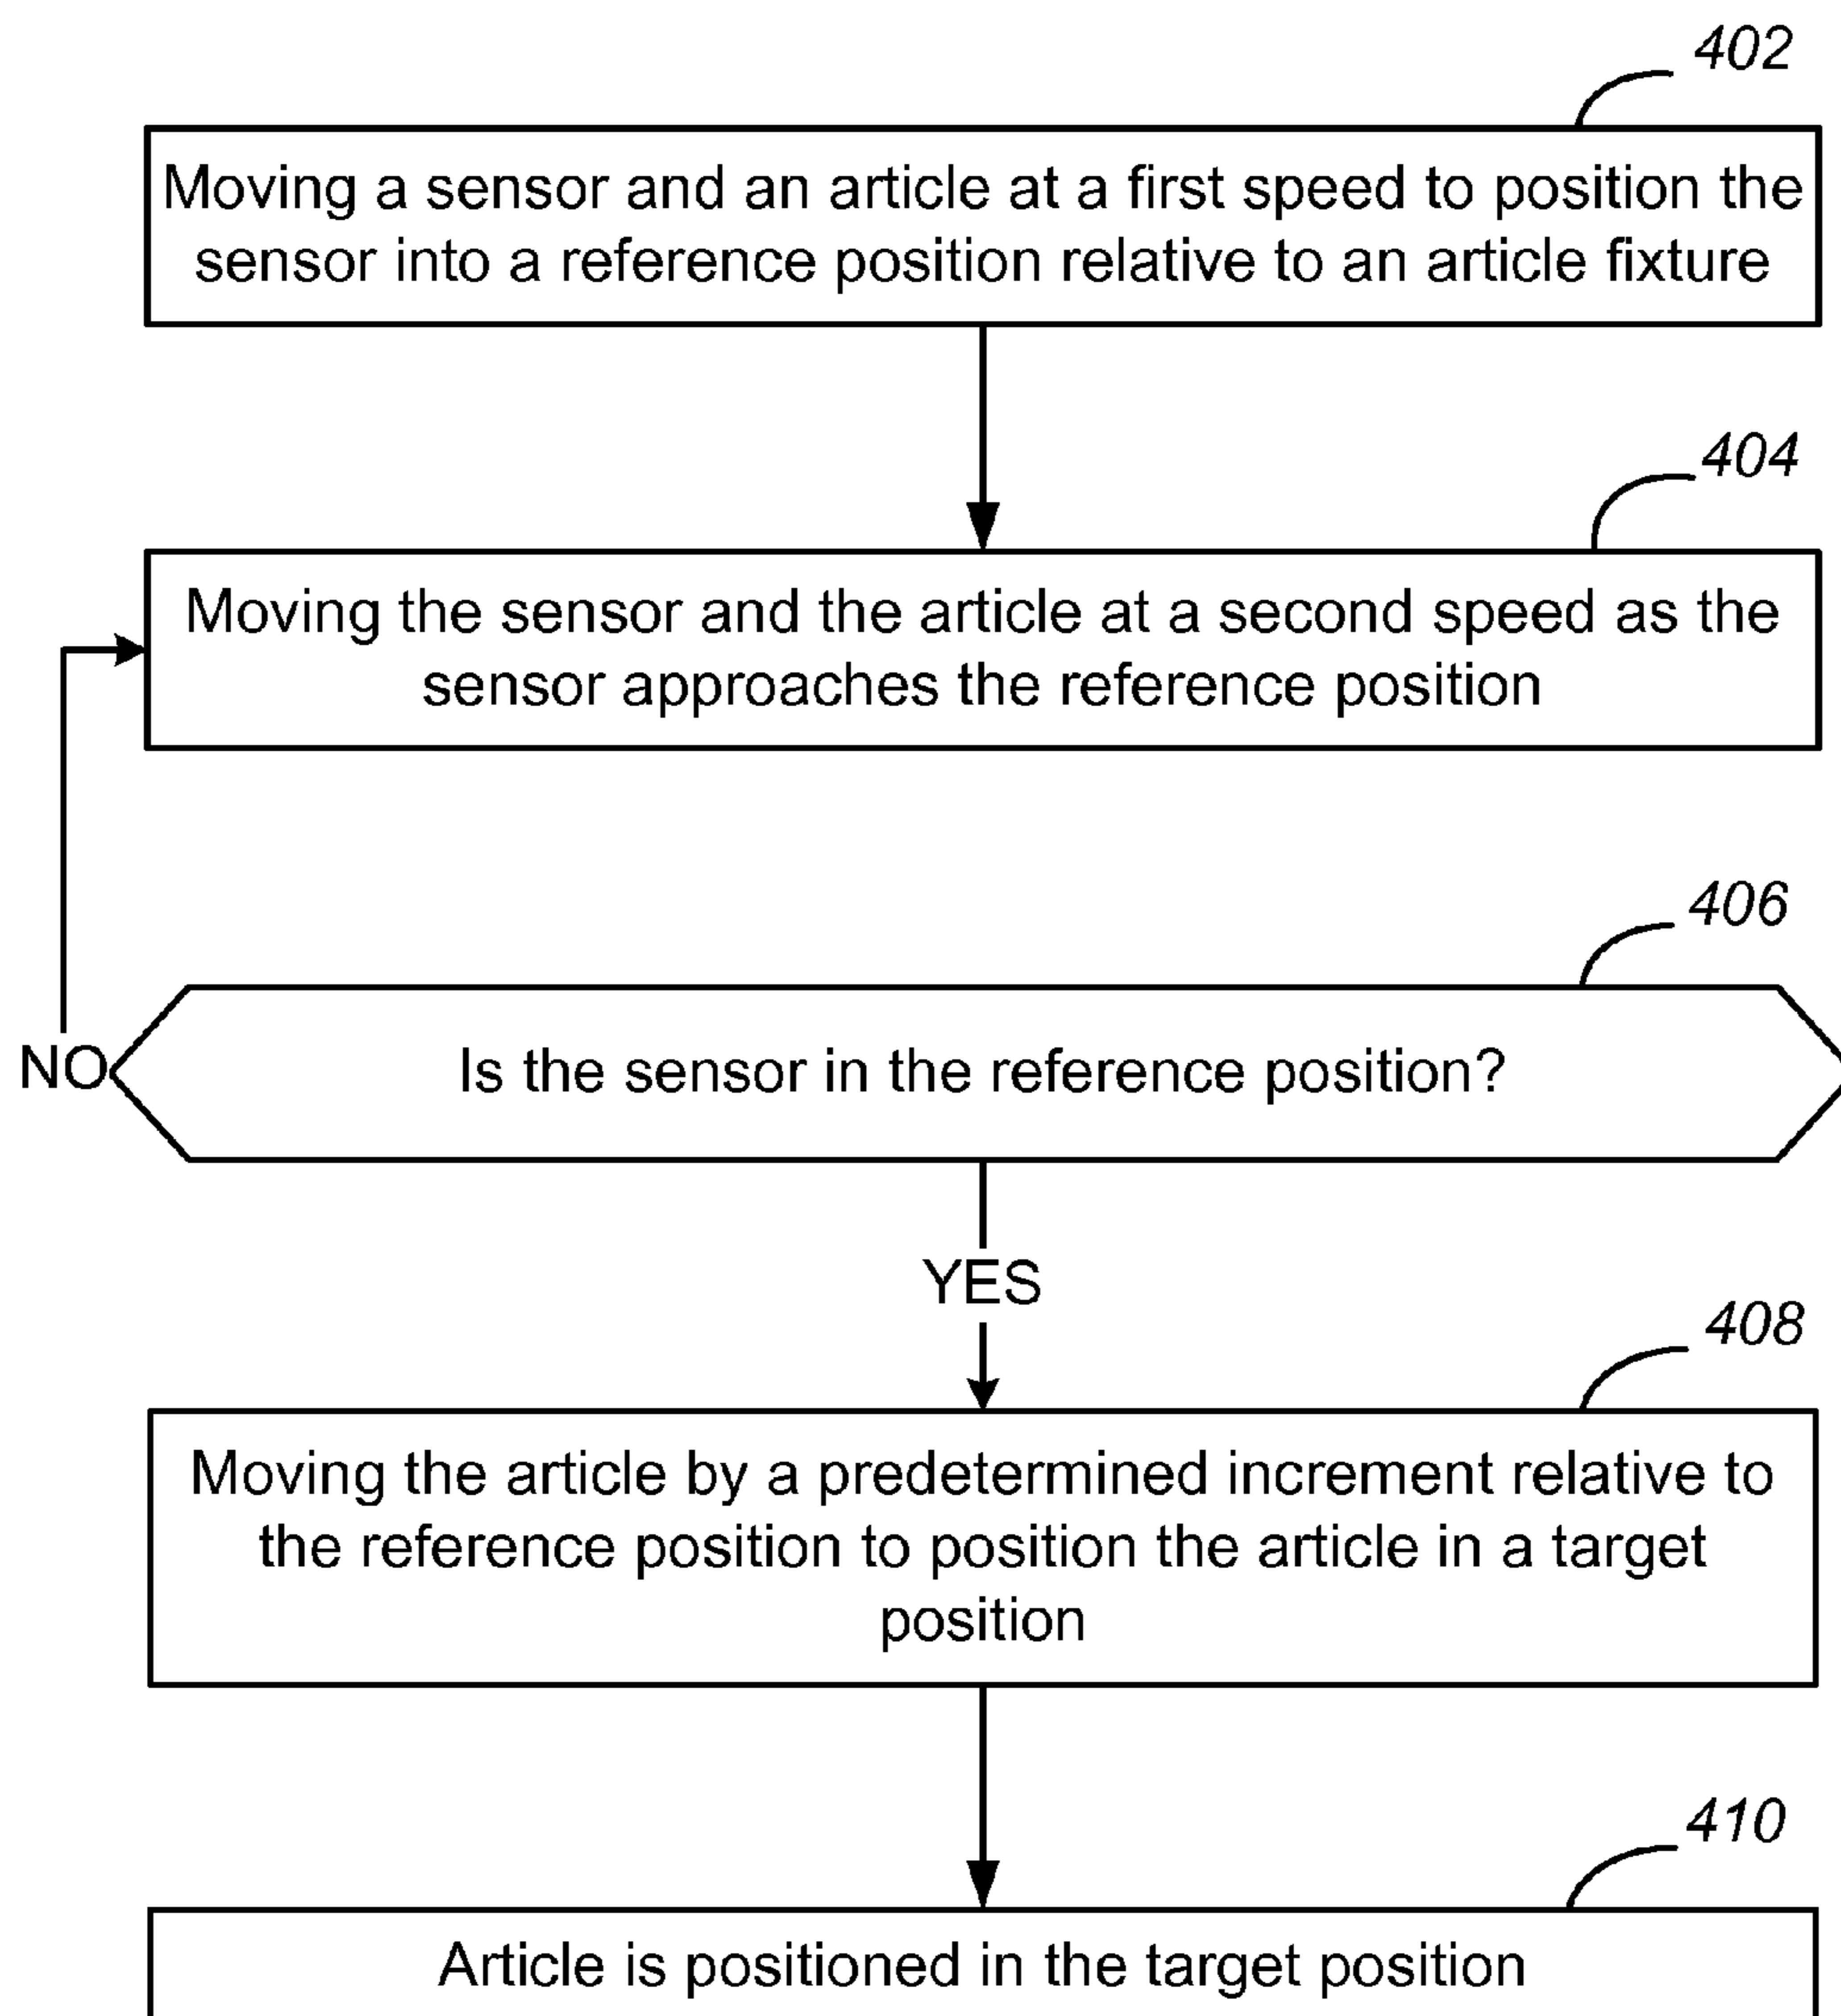 402
Moving a sensor and an article at a first speed to position the
sensor into a reference position relative to an article fixture
404
Moving the sensor and the article at a second speed as the
sensor approaches the reference position
406
NO
Is the sensor in the reference position?
YES
408
Moving the article by a predetermined increment relative to
the reference position to position the article in a target
position
410
Article is positioned in the target position